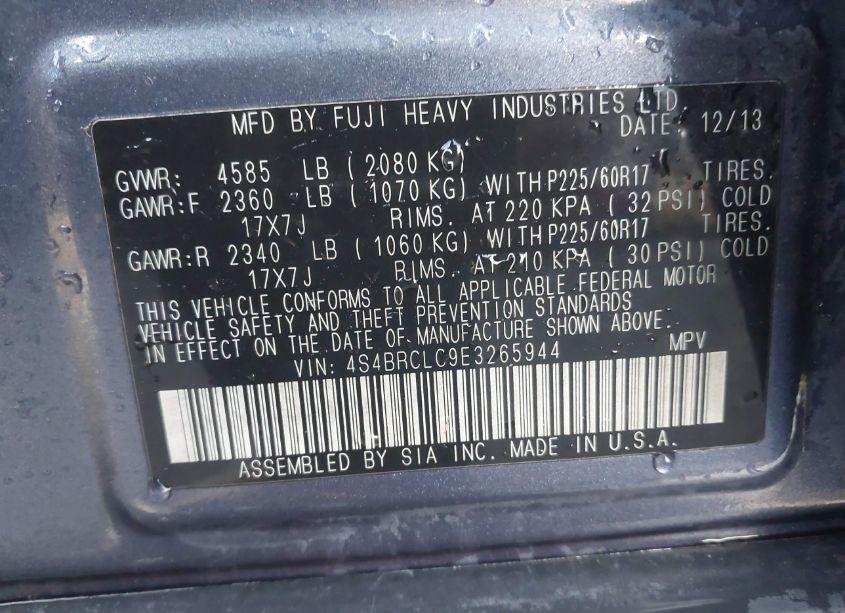 MFD BY FUJI HEAVY INDUSTRIES LTD.
DATE: 12/13
GVWR: 4585 LB ( 2080 KG)
GAWR:F 2360 LB ( 1070 KG) WITH P225/60R17 TIRES.
17X7J RIMS. AT 220 KPA ( 32 PSI) COLD
GAWR:R 2340 LB ( 1060 KG) WITH P225/60R17 TIRES.
17X7J RIMS. AT 210 KPA ( 30 PSI) COLD
THIS VEHICLE CONFORMS TO ALL APPLICABLE FEDERAL MOTOR
VEHICLE SAFETY AND THEFT PREVENTION STANDARDS
IN EFFECT ON THE DATE OF MANUFACTURE SHOWN ABOVE.
VIN: 4S4BRCLC9E3265944 MPV
ASSEMBLED BY SIA INC. MADE IN U.S.A.